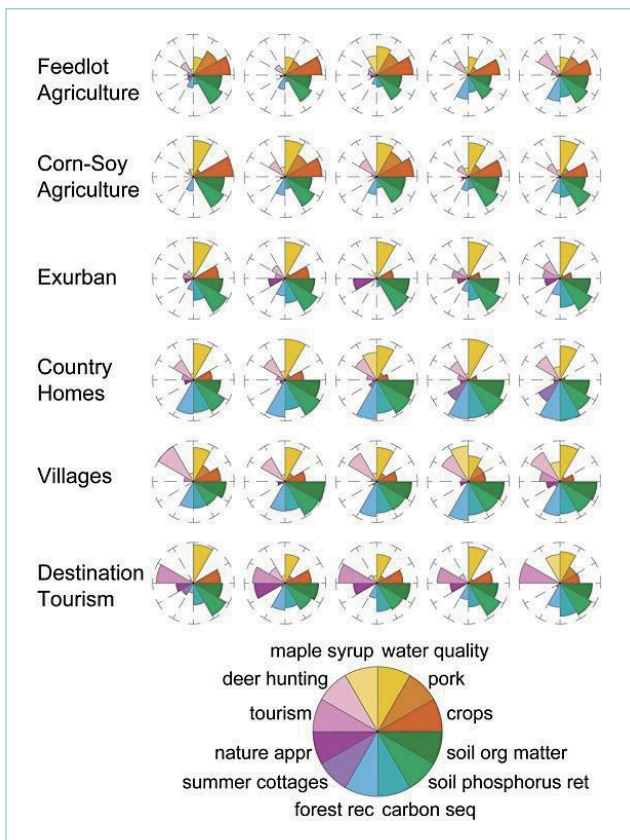 Feedlot
Agriculture
Corn-Soy
Agriculture
Exurban
Country
Homes
Villages
Destination
Tourism
maple syrup water quality
deer hunting pork
tourism crops
nature appr soil org matter
summer cottages soil phosphorus ret
forest rec carbon seq